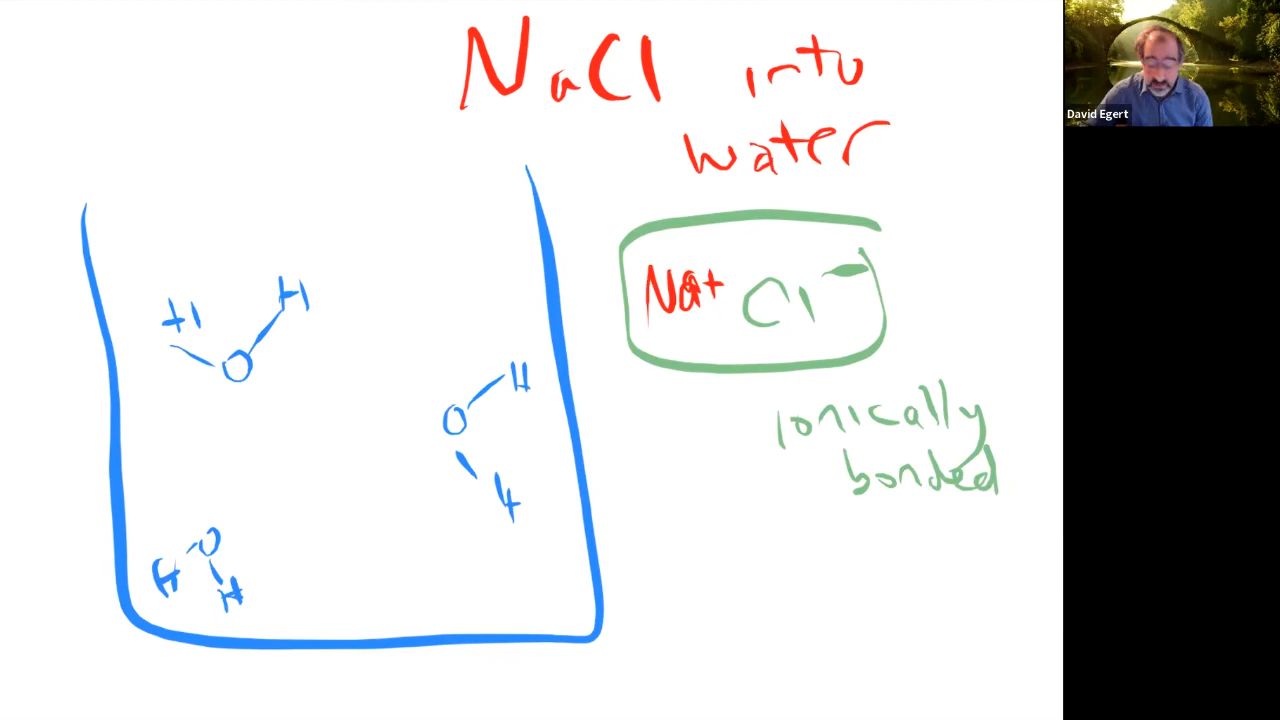 NaCl into
water
David Egert
Na+ Cl−
H H
O
O H
H
ionically
bonded
O
H H